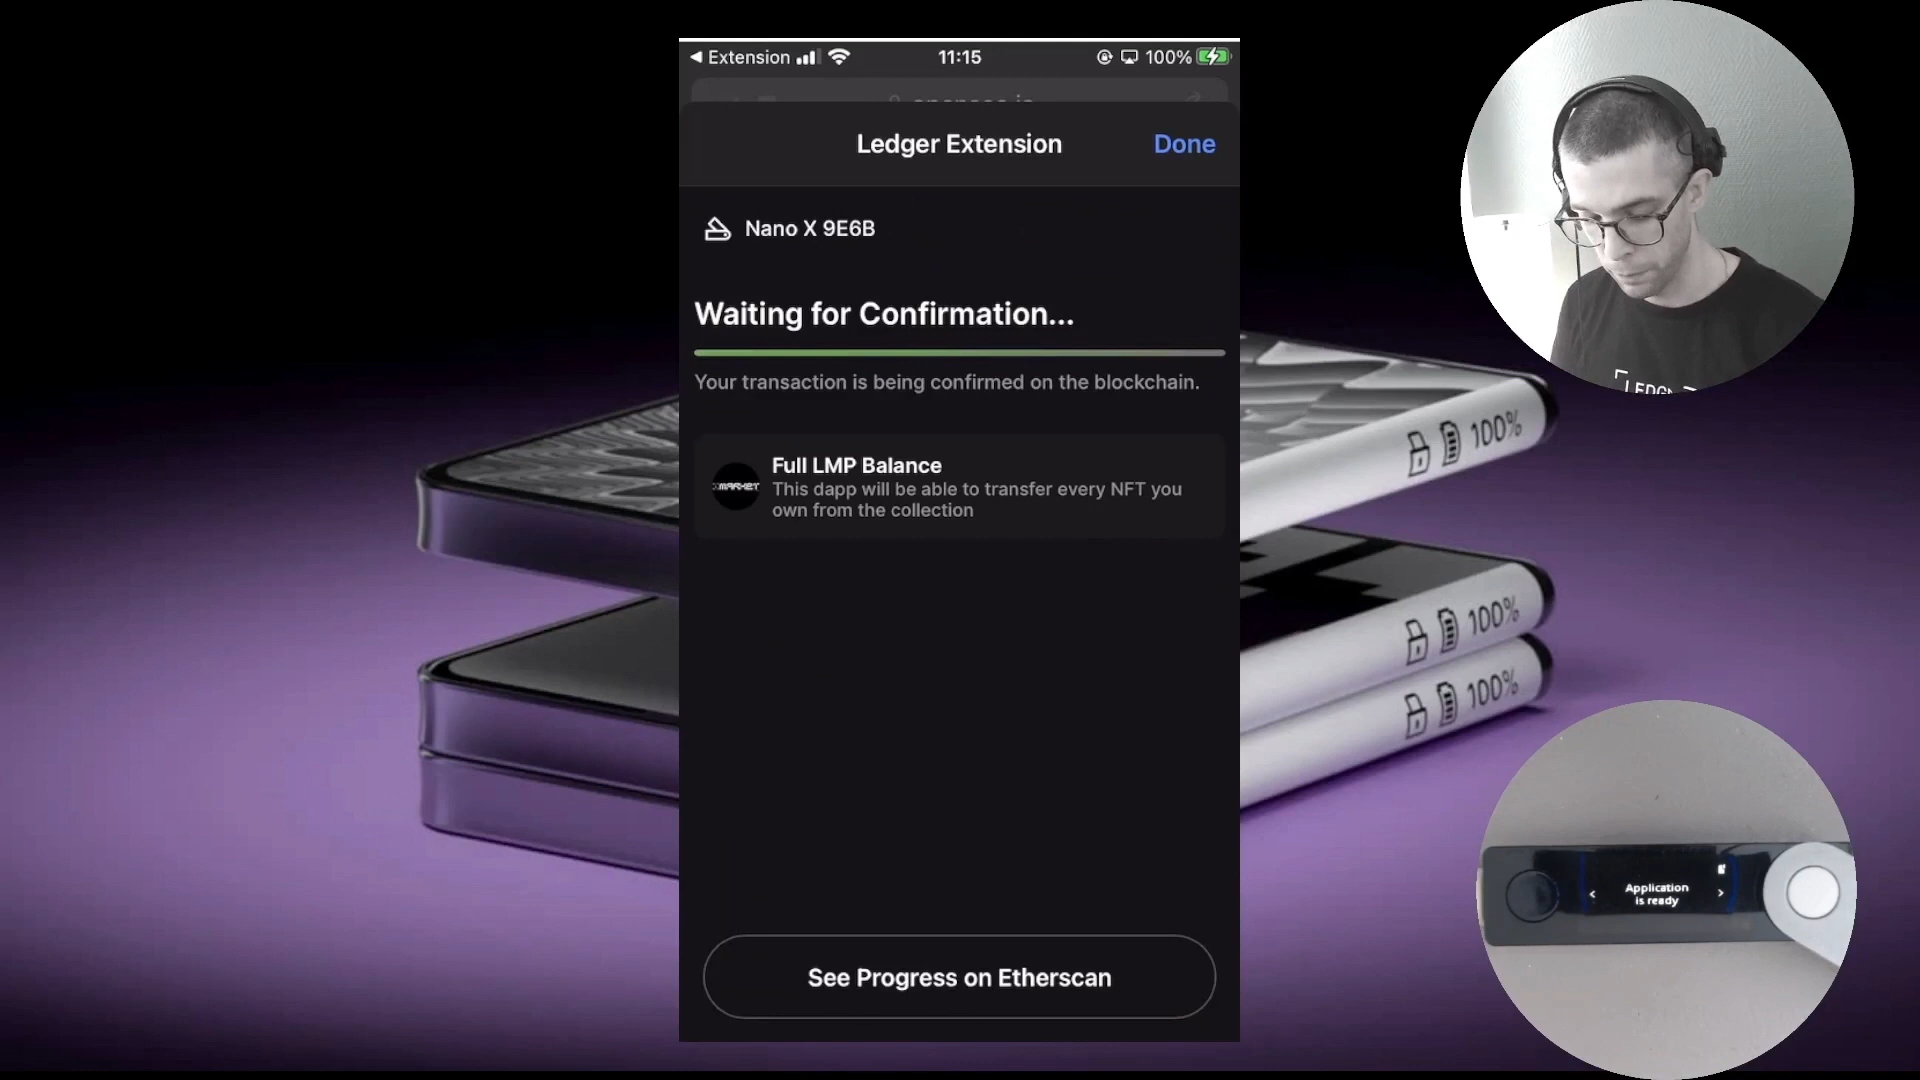 Extension
11:15
100%
Ledger Extension
Done
Nano X 9E6B
Waiting for Confirmation...
Your transaction is being confirmed on the blockchain.
Full LMP Balance
MARKET
This dapp will be able to transfer every NFT you
own from the collection
See Progress on Etherscan
100%
100%
100%
Application
is ready